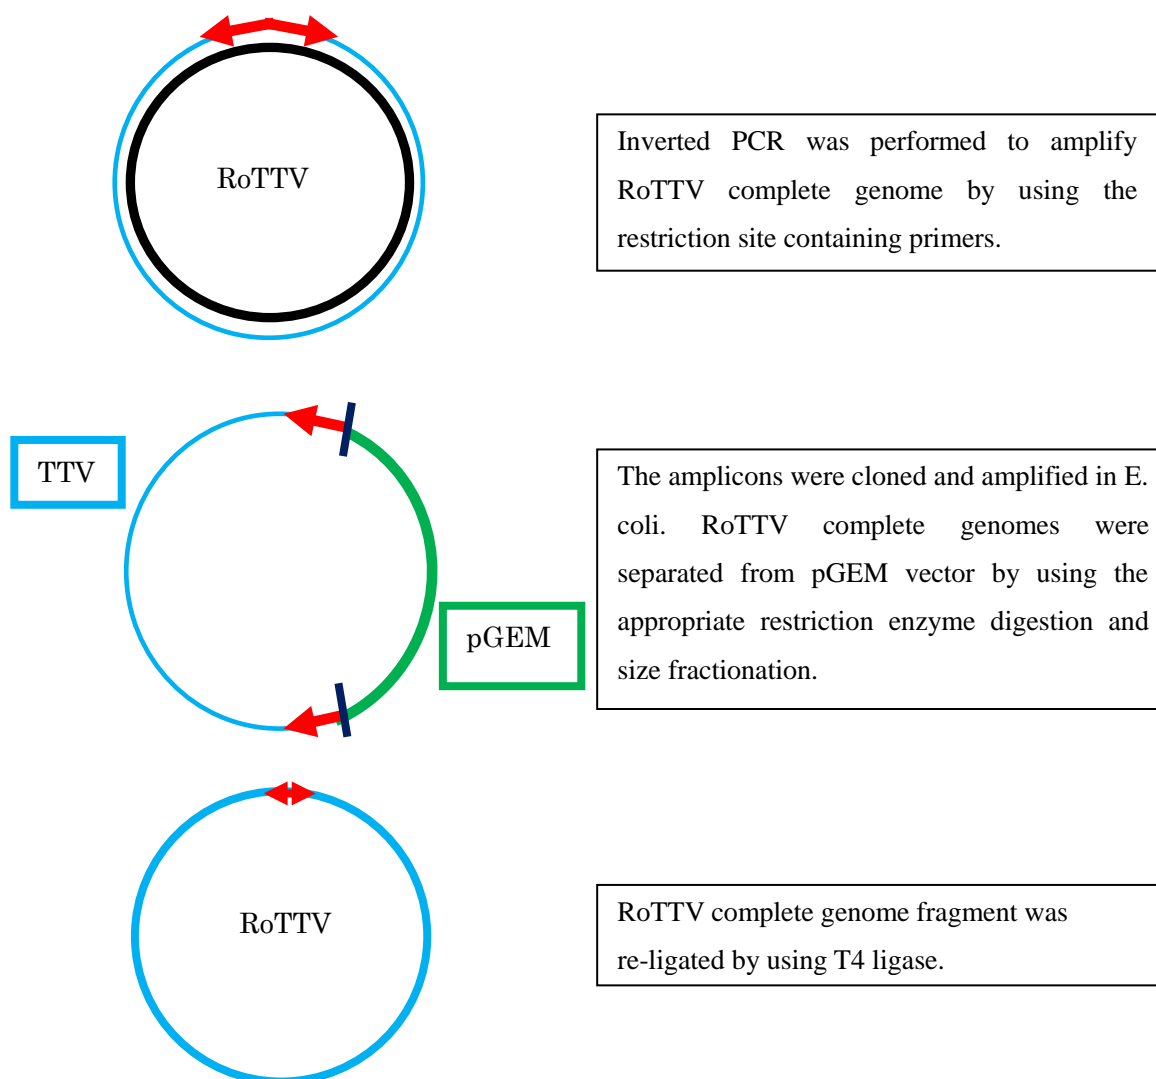 RoTTV
Inverted PCR was performed to amplify
RoTTV complete genome by using the
restriction site containing primers.
TTV
pGEM
The amplicons were cloned and amplified in E.
coli. RoTTV complete genomes were
separated from pGEM vector by using the
appropriate restriction enzyme digestion and
size fractionation.
RoTTV
RoTTV complete genome fragment was
re-ligated by using T4 ligase.